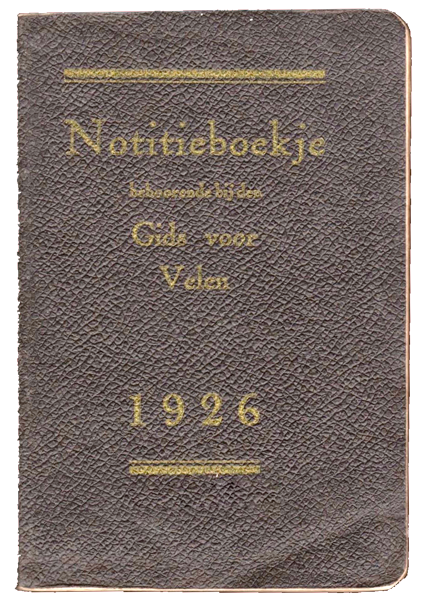 Notitieboekje
behoorende bij den
Gids voor
Velen
1926